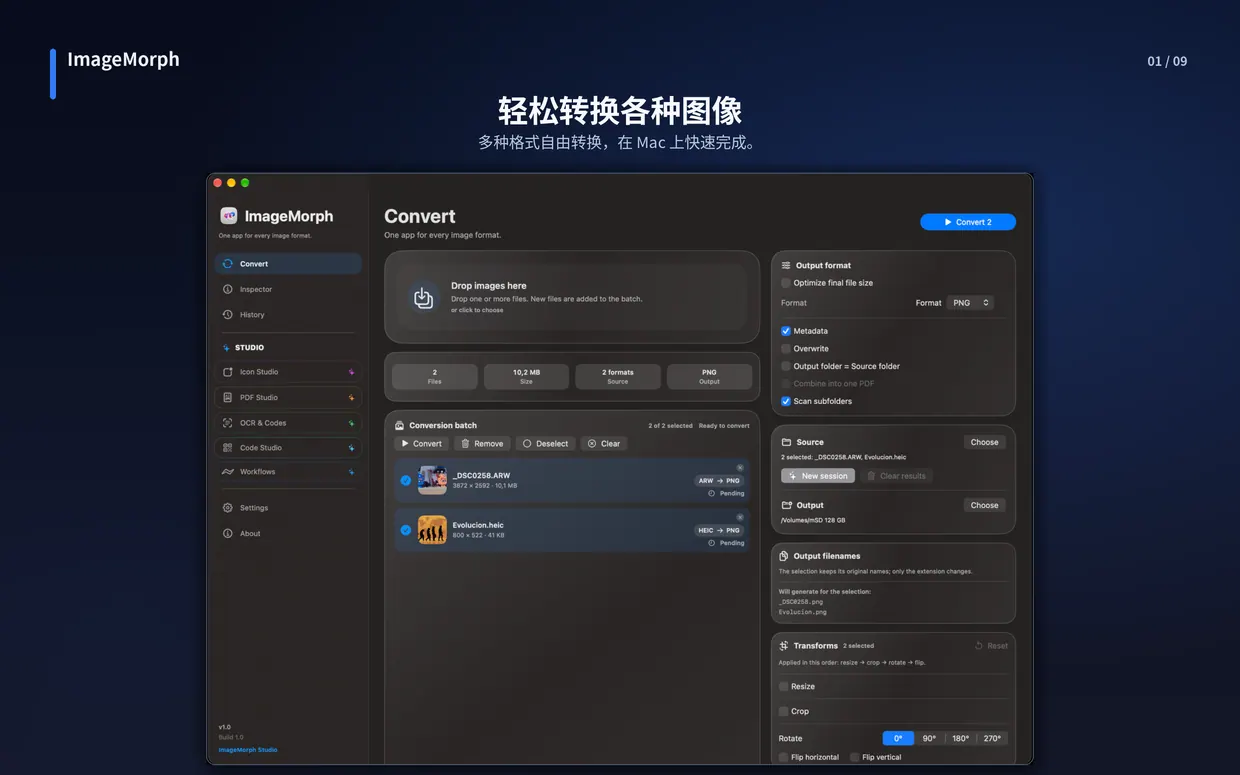 ImageMorph
01 / 09
轻松转换各种图像
多种格式自由转换，在 Mac 上快速完成。
ImageMorph
One app for every image format.
Convert
Inspector
History
STUDIO
Icon Studio
PDF Studio
OCR & Codes
Code Studio
Workflows
Settings
About
v1.0
Build 1.0
ImageMorph Studio
Convert
One app for every image format.
Convert 2
Drop images here
Drop one or more files. New files are added to the batch.
or click to choose
2
Files
10,2 MB
Size
2 formats
Source
PNG
Output
Conversion batch
2 of 2 selected Ready to convert
Convert Remove Deselect Clear
_DSC0258.ARW
3872 × 2592 · 10,1 MB
ARW → PNG
Pending
Evolucion.heic
800 × 522 · 41 KB
HEIC → PNG
Pending
Output format
Optimize final file size
Format Format PNG
Metadata
Overwrite
Output folder = Source folder
Combine into one PDF
Scan subfolders
Source Choose
2 selected: _DSC0258.ARW, Evolucion.heic
New session Clear results
Output Choose
/Volumes/mSD 128 GB
Output filenames
The selection keeps its original names; only the extension changes.
Will generate for the selection:
_DSC0258.png
Evolucion.png
Transforms 2 selected Reset
Applied in this order: resize → crop → rotate → flip.
Resize
Crop
Rotate 0° 90° 180° 270°
Flip horizontal Flip vertical